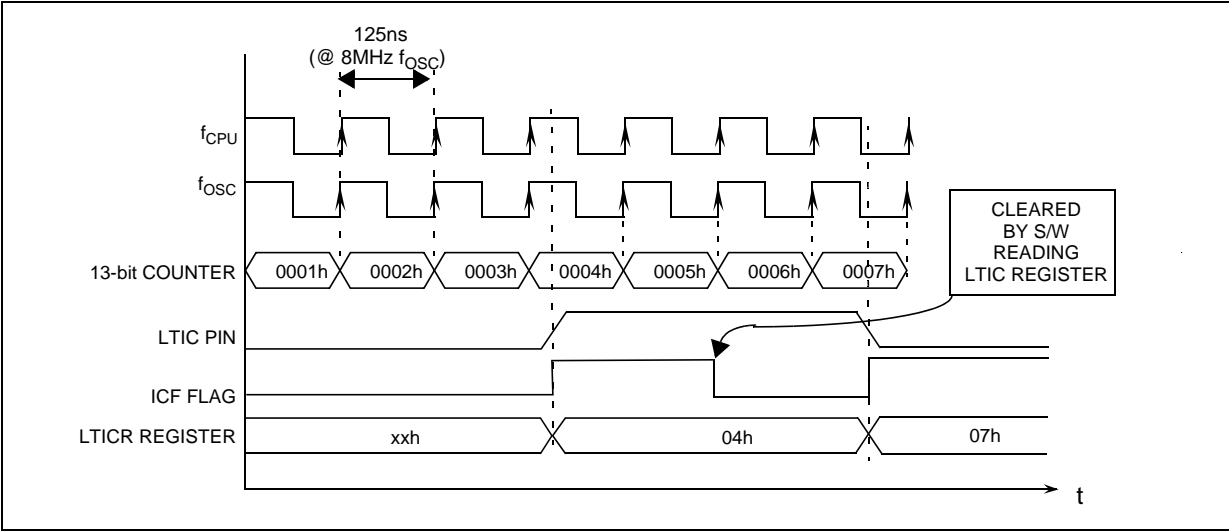 125ns
(@ 8MHz fOSC)
fCPU
fOSC
13-bit COUNTER
0001h 0002h 0003h 0004h 0005h 0006h 0007h
CLEARED
BY S/W
READING
LTIC REGISTER
LTIC PIN
ICF FLAG
LTICR REGISTER
xxh 04h 07h
t